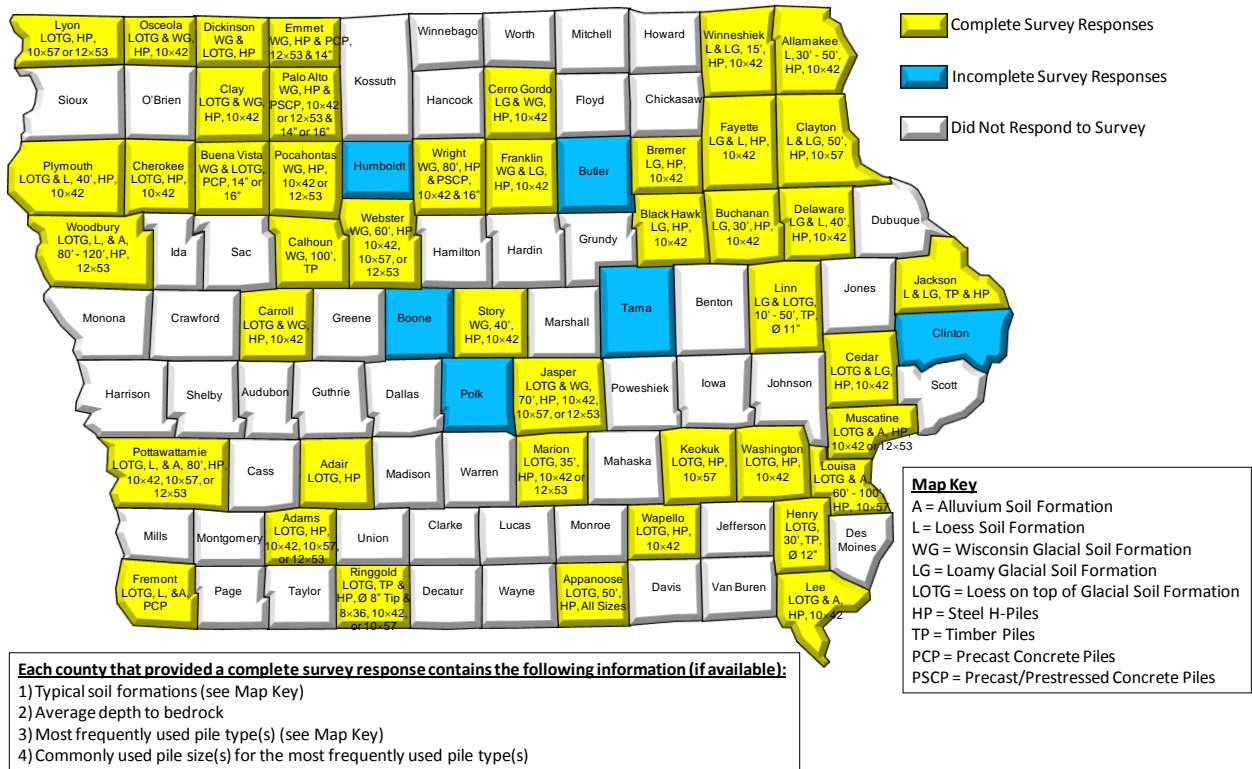 Lyon
LOTG, HP,
10×57 or 12×53
Osceola
LOTG & WG,
HP, 10×42
Dickinson
WG &
LOTG, HP
Emmet
WG, HP & PCP,
12×53 & 14”
Kossuth
Winnebago
Worth
Mitchell
Howard
Winneshiek
L & LG, 15’,
HP, 10×42
Allamakee
L, 30’ - 50’,
HP, 10×42
Complete Survey Responses
Incomplete Survey Responses
Did Not Respond to Survey
Sioux
O’Brien
Clay
LOTG & WG,
HP, 10×42
Palo Alto
WG, HP &
PSCP, 10×42
or 12×53 &
14” or 16”
Hancock
Cerro Gordo
LG & WG,
HP, 10×42
Floyd
Chickasaw
Fayette
LG & L, HP,
10×42
Clayton
L & LG, 50’,
HP, 10×57
Plymouth
LOTG & L, 40’, HP,
10×42
Cherokee
LOTG, HP,
10×42
Buena Vista
WG & LOTG,
PCP, 14” or
16”
Pocahontas
WG, HP,
10×42 or
12×53
Humboldt
Wright
WG, 80’, HP
& PSCP,
10×42 & 16”
Franklin
WG & LG,
HP, 10×42
Butler
Bremer
LG, HP,
10×42
Woodbury
LOTG, L, & A,
80’ - 120’, HP,
12×53
Ida
Sac
Calhoun
WG, 100’,
TP
Webster
WG, 60’, HP
10×42,
10×57, or
12×53
Hamilton
Hardin
Grundy
Black Hawk
LG, HP,
10×42
Buchanan
LG, 30’, HP,
10×42
Delaware
LG & L, 40’,
HP, 10×42
Dubuque
Monona
Crawford
Carroll
LOTG & WG,
HP, 10×42
Greene
Boone
Story
WG, 40’,
HP, 10×42
Marshall
Tama
Benton
Linn
LG & LOTG,
10’ - 50’, TP,
Ø 11”
Jones
Jackson
L & LG, TP & HP
Clinton
Cedar
LOTG & LG,
HP, 10×42
Scott
Harrison
Shelby
Audubon
Guthrie
Dallas
Polk
Jasper
LOTG & WG,
70’, HP, 10×42,
10×57, or 12×53
Poweshiek
Iowa
Johnson
Muscatine
LOTG & A, HP,
10×42 or 12×53
Pottawattamie
LOTG, L, & A, 80’, HP,
10×42, 10×57, or
12×53
Cass
Adair
LOTG, HP
Madison
Warren
Marion
LOTG, 35’,
HP, 10×42 or
12×53
Mahaska
Keokuk
LOTG, HP,
10×57
Washington
LOTG, HP,
10×42
Louisa
LOTG & A,
60’ - 100’,
HP, 10×57
Mills
Montgomery
Adams
LOTG, HP,
10×42, 10×57,
or 12×53
Union
Clarke
Lucas
Monroe
Wapello
LOTG, HP,
10×42
Jefferson
Henry
LOTG,
30’, TP,
Ø 12”
Des
Moines
Fremont
LOTG, L, &A,
PCP
Page
Taylor
Ringgold
LOTG, TP &
HP, Ø 8” Tip &
8×36, 10×42,
or 10×57
Decatur
Wayne
Appanoose
LOTG, 50’,
HP, All Sizes
Davis
Van Buren
Lee
LOTG & A,
HP, 10×42
Map Key
A = Alluvium Soil Formation
L = Loess Soil Formation
WG = Wisconsin Glacial Soil Formation
LG = Loamy Glacial Soil Formation
LOTG = Loess on top of Glacial Soil Formation
HP = Steel H-Piles
TP = Timber Piles
PCP = Precast Concrete Piles
PSCP = Precast/Prestressed Concrete Piles
Each county that provided a complete survey response contains the following information (if available):
1) Typical soil formations (see Map Key)
2) Average depth to bedrock
3) Most frequently used pile type(s) (see Map Key)
4) Commonly used pile size(s) for the most frequently used pile type(s)